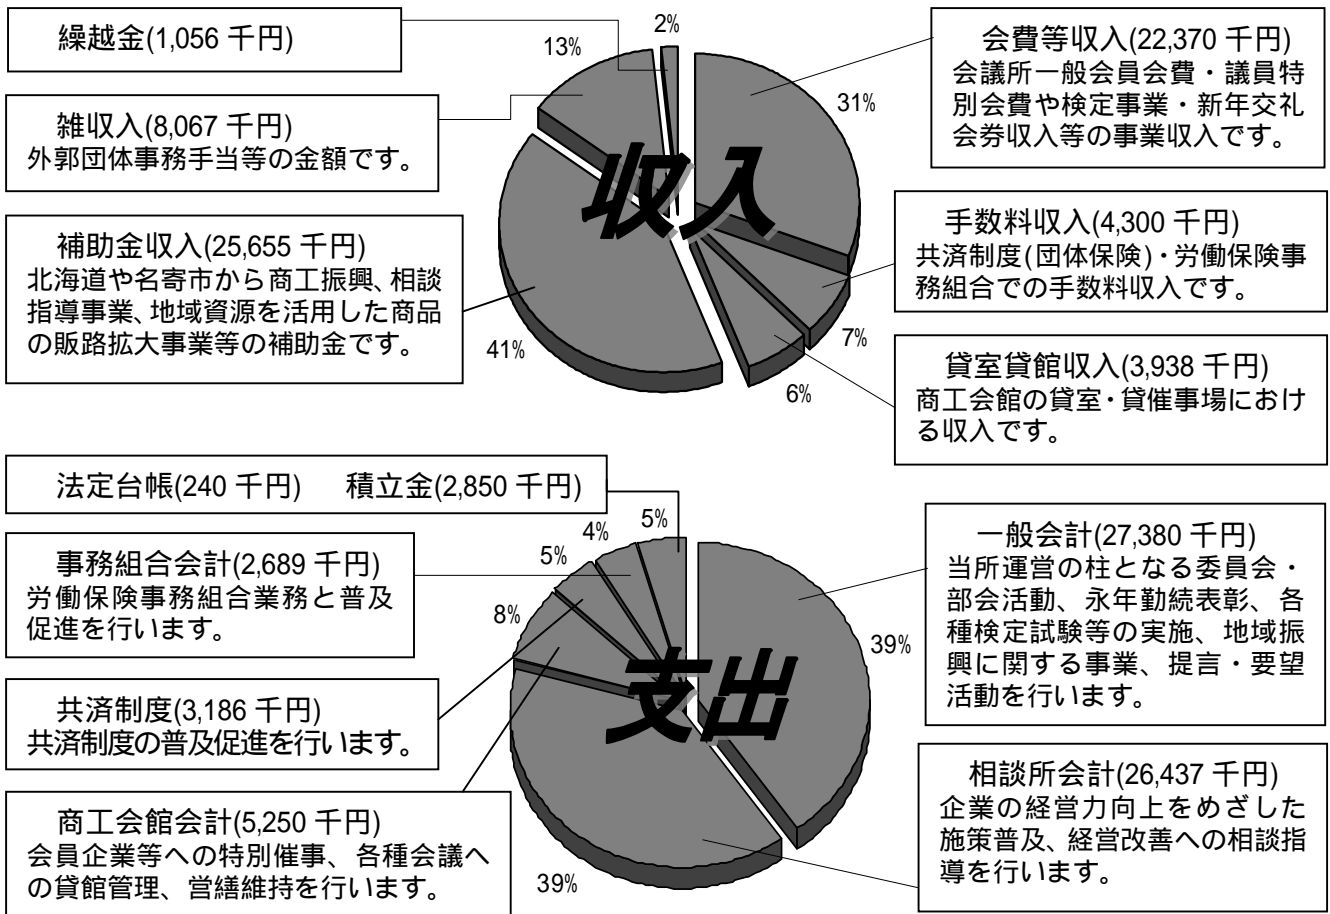 繰越金(1,056 千円)
雑収入(8,067 千円)
外郭団体事務手当等の金額です。
補助金収入(25,655 千円)
北海道や名寄市から商工振興、相談
指導事業、地域資源を活用した商品
の販路拡大事業等の補助金です。
2%
13%
31%
41%
7%
6%
収入
会費等収入(22,370 千円)
会議所一般会員会費・議員特
別会費や検定事業・新年交礼
会券収入等の事業収入です。
手数料収入(4,300 千円)
共済制度(団体保険)・労働保険事
務組合での手数料収入です。
貸室貸館収入(3,938 千円)
商工会館の貸室・貸催事場におけ
る収入です。
法定台帳(240 千円) 積立金(2,850 千円)
事務組合会計(2,689 千円)
労働保険事務組合業務と普及
促進を行います。
共済制度(3,186 千円)
共済制度の普及促進を行います。
商工会館会計(5,250 千円)
会員企業等への特別催事、各種会議へ
の貸館管理、営繕維持を行います。
5%
4%
5%
8%
39%
39%
支出
一般会計(27,380 千円)
当所運営の柱となる委員会・
部会活動、永年勤続表彰、各
種検定試験等の実施、地域振
興に関する事業、提言・要望
活動を行います。
相談所会計(26,437 千円)
企業の経営力向上をめざした
施策普及、経営改善への相談指
導を行います。